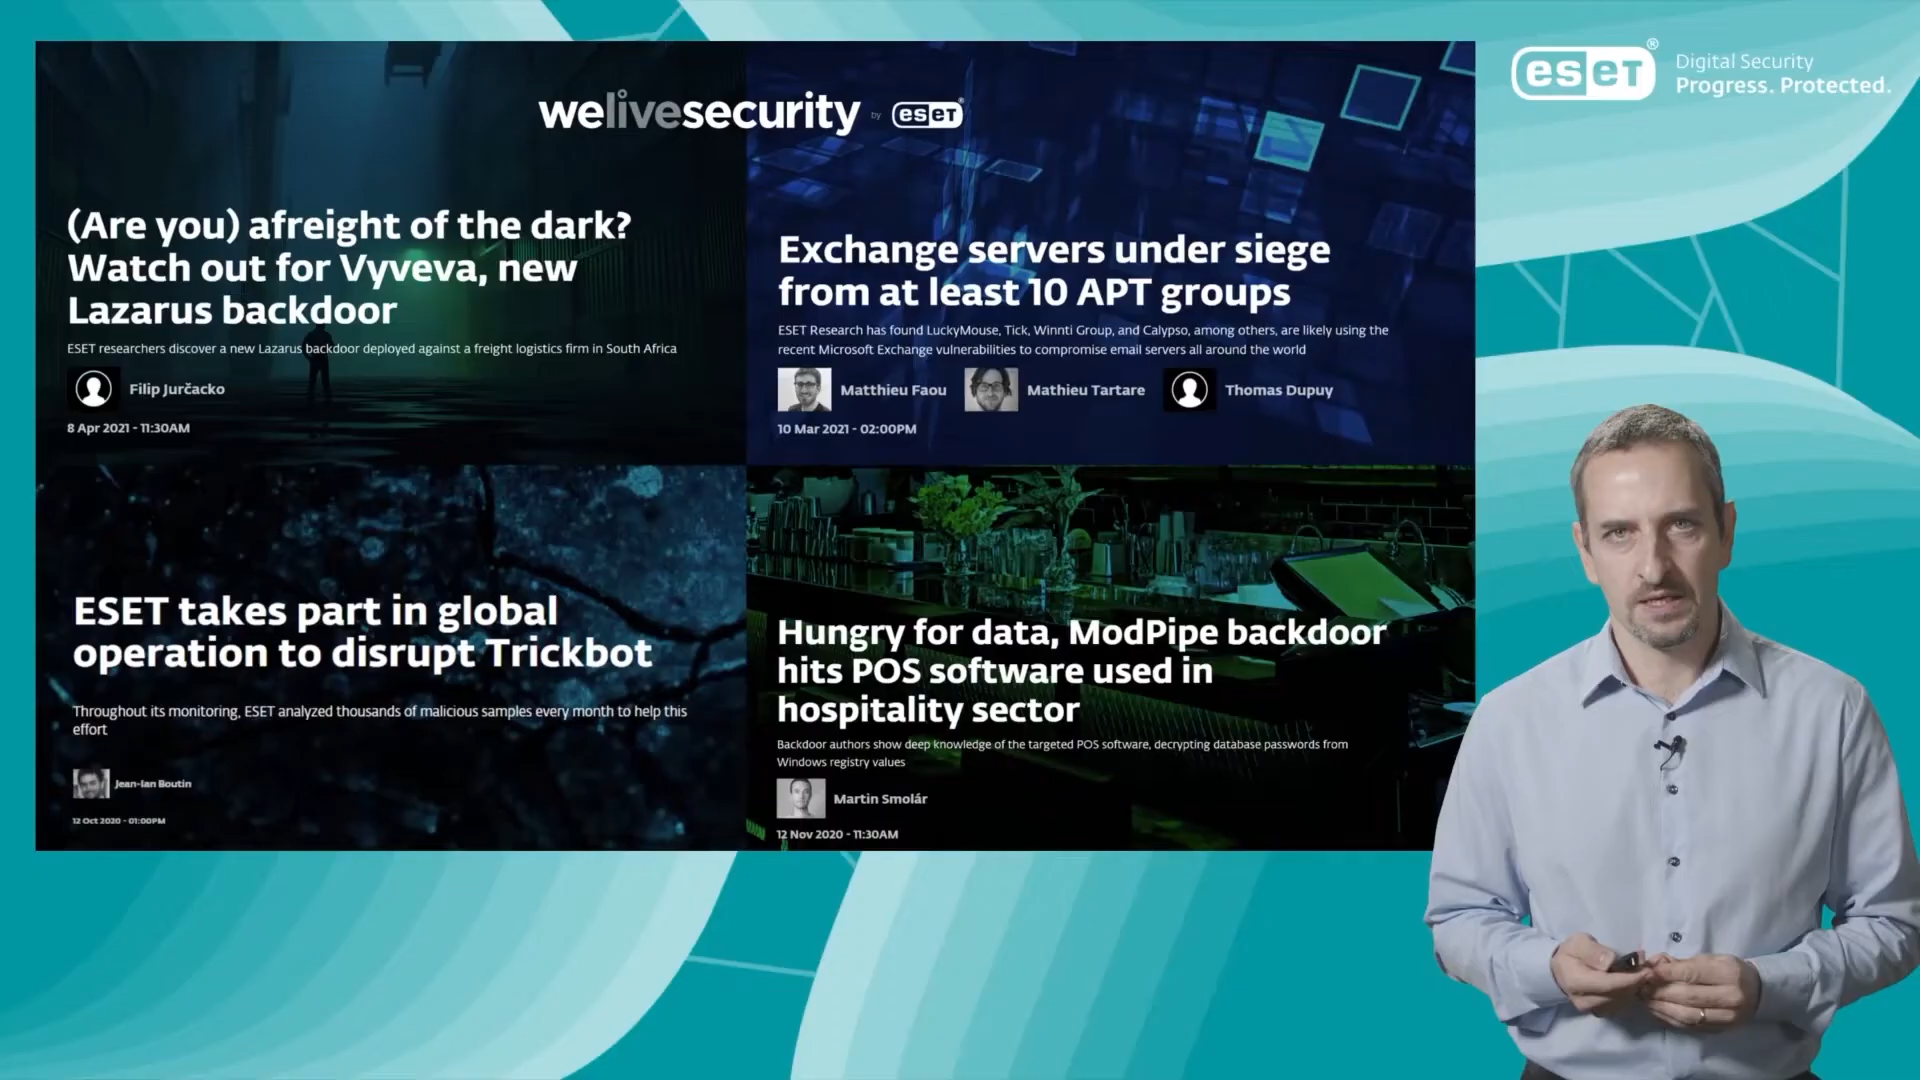 welivesecurity by eset®
eset® Digital Security
Progress. Protected.
(Are you) afreight of the dark?
Watch out for Vyveva, new
Lazarus backdoor
ESET researchers discover a new Lazarus backdoor deployed against a freight logistics firm in South Africa
Filip Jurčacko
8 Apr 2021 - 11:30AM
Exchange servers under siege
from at least 10 APT groups
ESET Research has found LuckyMouse, Tick, Winnti Group, and Calypso, among others, are likely using the
recent Microsoft Exchange vulnerabilities to compromise email servers all around the world
Matthieu Faou Mathieu Tartare Thomas Dupuy
10 Mar 2021 - 02:00PM
ESET takes part in global
operation to disrupt Trickbot
Throughout its monitoring, ESET analyzed thousands of malicious samples every month to help this
effort
Jean-Ian Boutin
12 Oct 2020 - 01:00PM
Hungry for data, ModPipe backdoor
hits POS software used in
hospitality sector
Backdoor authors show deep knowledge of the targeted POS software, decrypting database passwords from
Windows registry values
Martin Smolár
12 Nov 2020 - 11:30AM